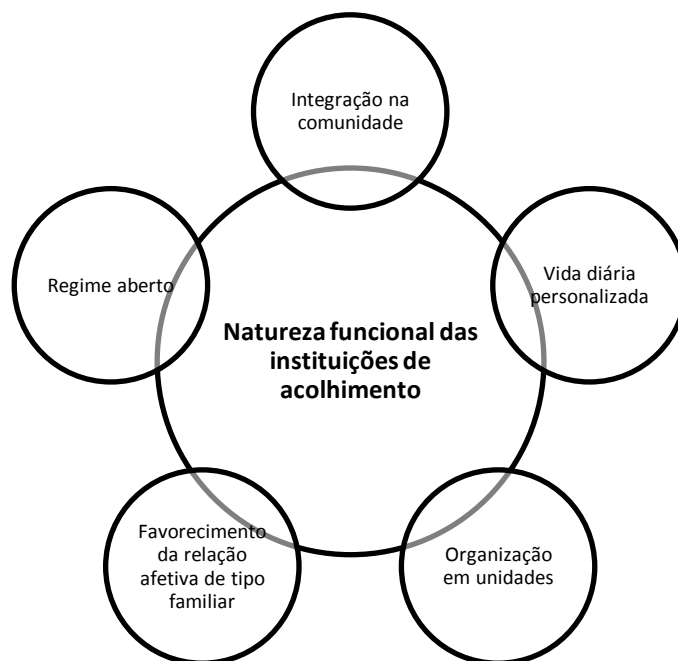 Integração na
comunidade
Regime aberto
Vida diária
personalizada
Natureza funcional das
instituições de
acolhimento
Favorecimento
da relação
afetiva de tipo
familiar
Organização
em unidades